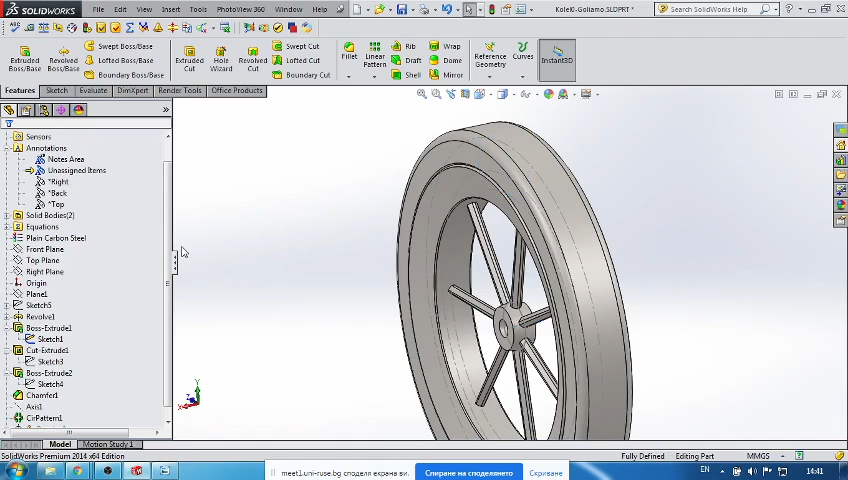 SOLIDWORKS
File Edit View Insert Tools PhotoView 360 Window Help
Kolel0-Goliamo.SLDPRT *
Search SolidWorks Help
Extruded Boss/Base
Revolved Boss/Base
Swept Boss/Base
Lofted Boss/Base
Boundary Boss/Base
Extruded Cut
Hole Wizard
Revolved Cut
Swept Cut
Lofted Cut
Boundary Cut
Fillet
Linear Pattern
Rib
Draft
Shell
Wrap
Dome
Mirror
Reference Geometry
Curves
Instant3D
Features Sketch Evaluate DimXpert Render Tools Office Products
Sensors
Annotations
Notes Area
Unassigned Items
*Right
*Back
*Top
Solid Bodies(2)
Equations
Plain Carbon Steel
Front Plane
Top Plane
Right Plane
Origin
Plane1
Sketch5
Revolve1
Boss-Extrude1
Sketch1
Cut-Extrude1
Sketch3
Boss-Extrude2
Sketch4
Chamfer1
Axis1
CirPattern1
Y
Z
X
Model Motion Study 1
SolidWorks Premium 2014 x64 Edition
Fully Defined Editing Part MMGS
meet1.uni-ruse.bg споделя екрана ви.
Спиране на споделянето
Скриване
EN
14:41